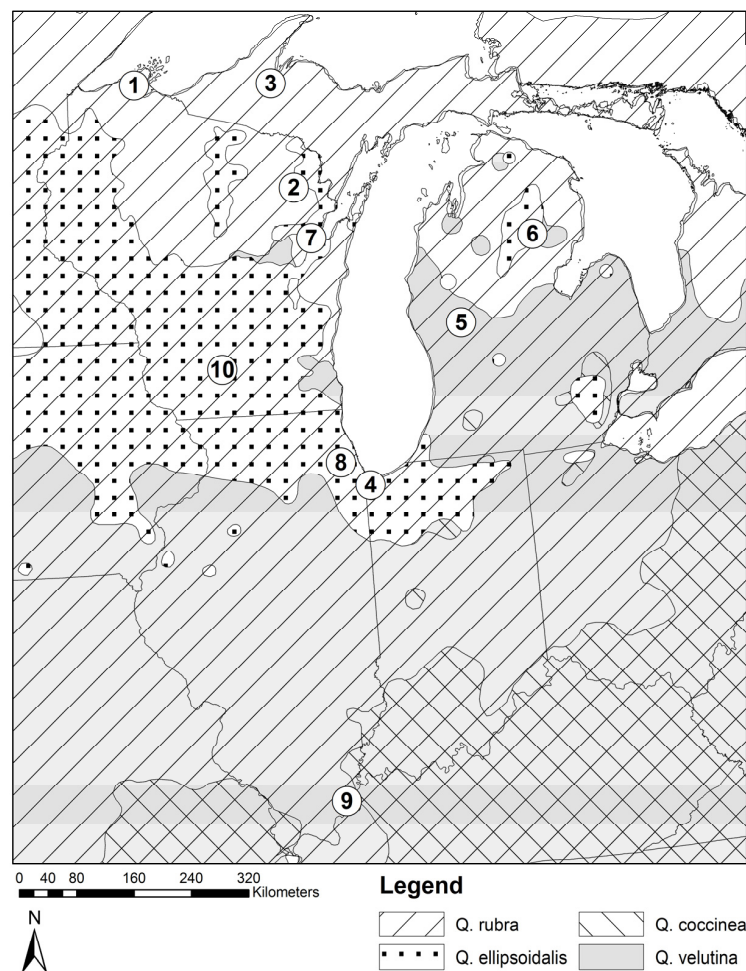 1
3
2
7
6
5
10
8
4
9
0 40 80 160 240 320
Kilometers
N
Legend
Q. rubra
Q. coccinea
Q. ellipsoidalis
Q. velutina